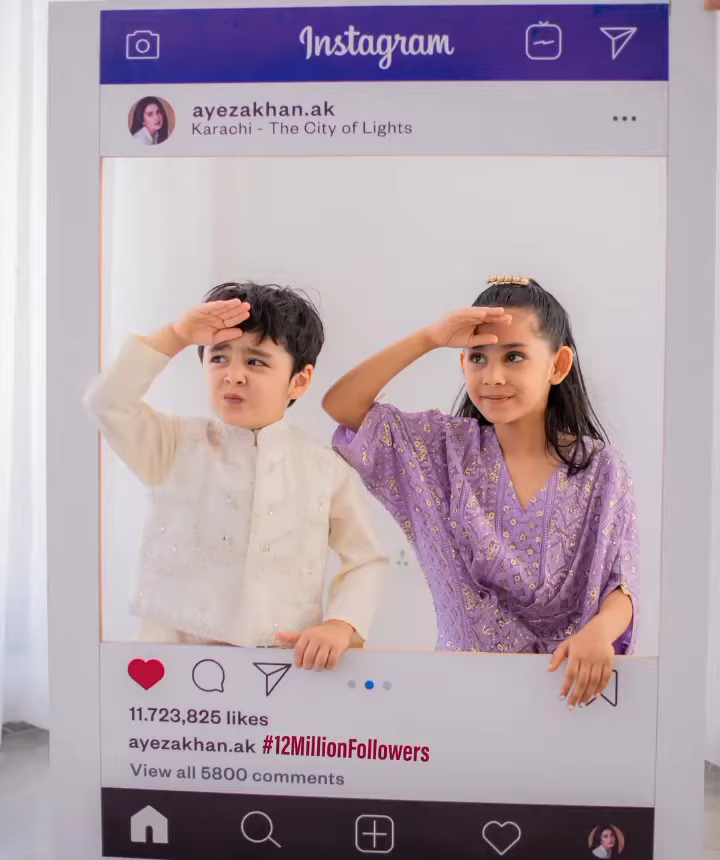 Instagram
ayezakhan.ak
Karachi - The City of Lights
11.723,825 likes
ayezakhan.ak #12MillionFollowers
View all 5800 comments